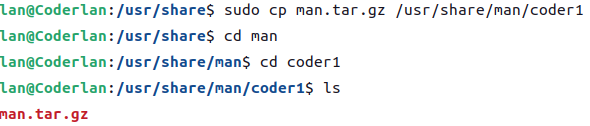 lan@Coderlan:/usr/share$ sudo cp man.tar.gz /usr/share/man/coder1
lan@Coderlan:/usr/share$ cd man
lan@Coderlan:/usr/share/man$ cd coder1
lan@Coderlan:/usr/share/man/coder1$ ls
man.tar.gz